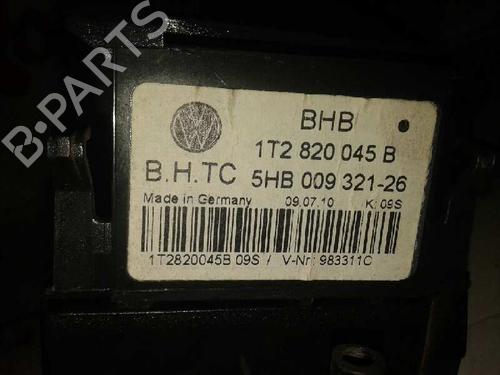 B-PARTS
BHB
1T2 820 045 B
B.H.TC 5HB 009 321-26
Made in Germany 09.07.10 K: 09S
1T2820045B 09S / V-Nr: 983311C